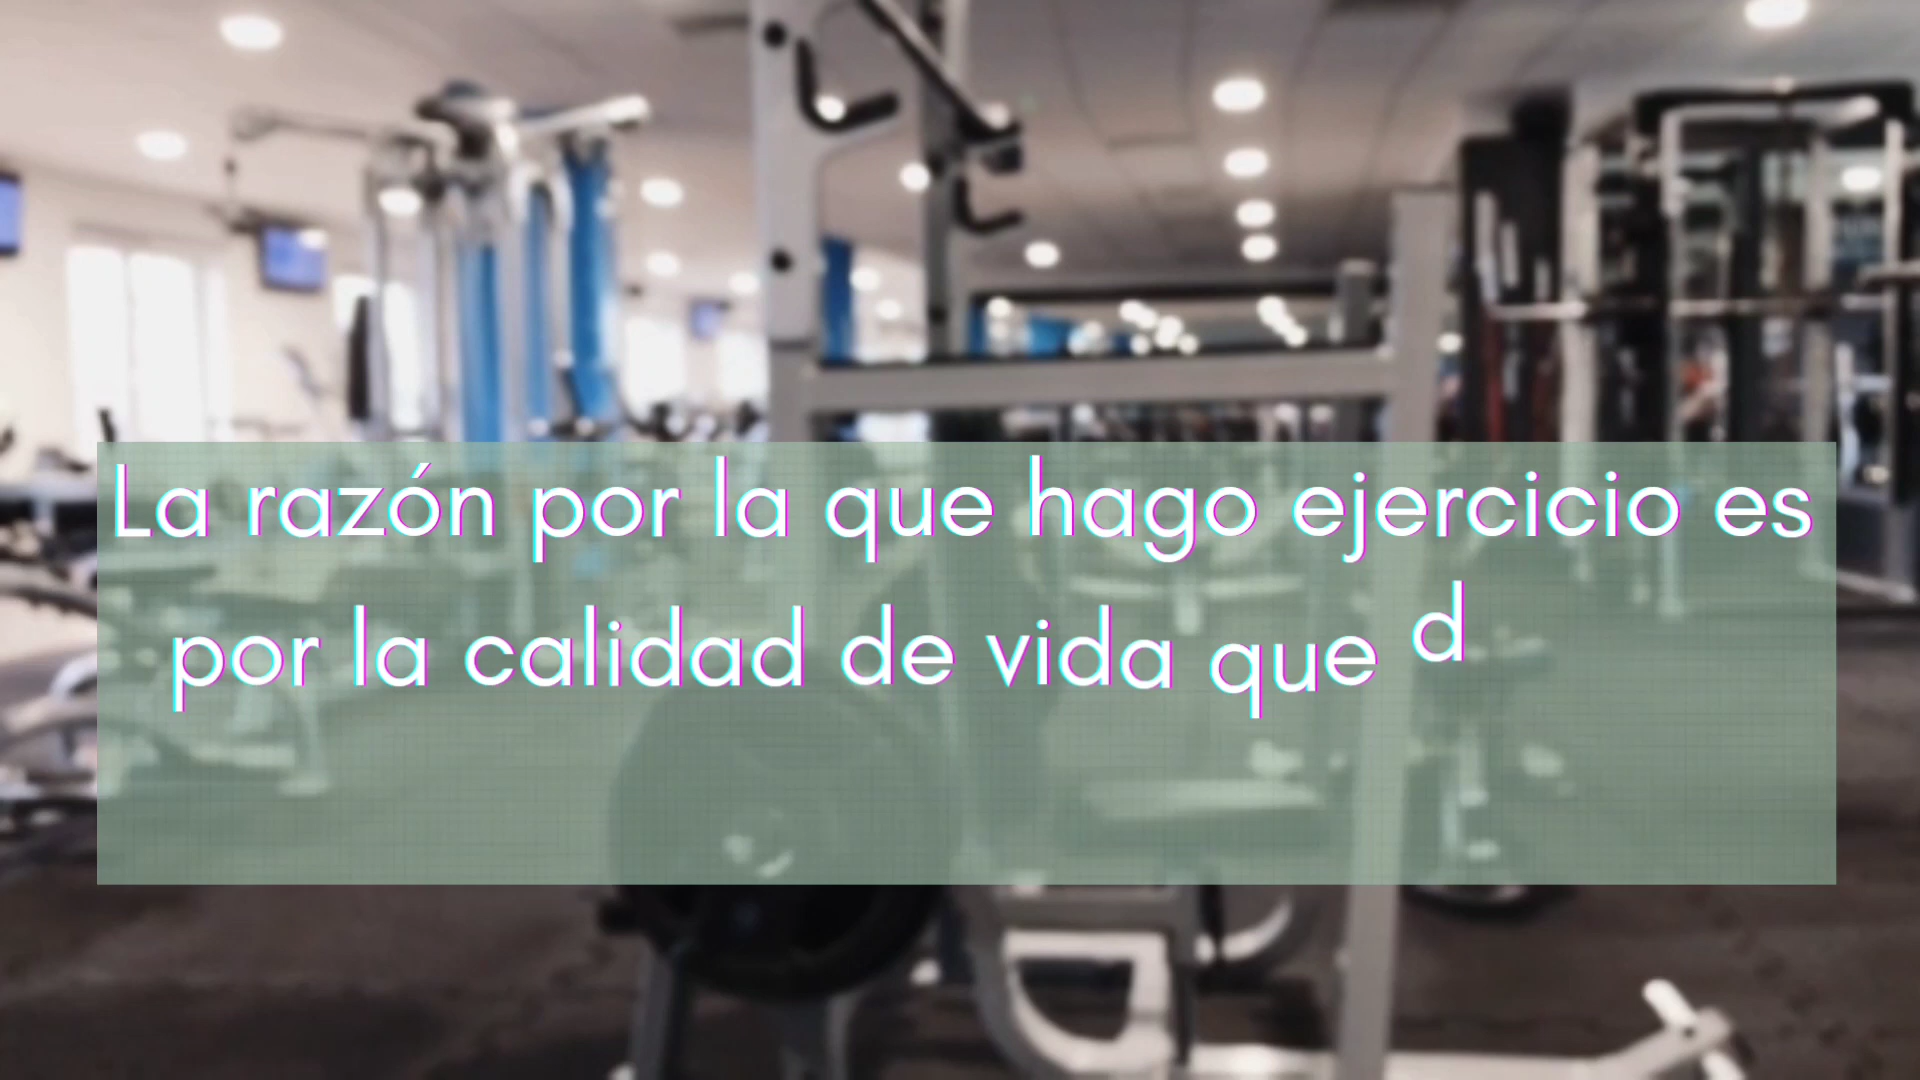 La razón por la que hago ejercicio es
por la calidad de vida que d